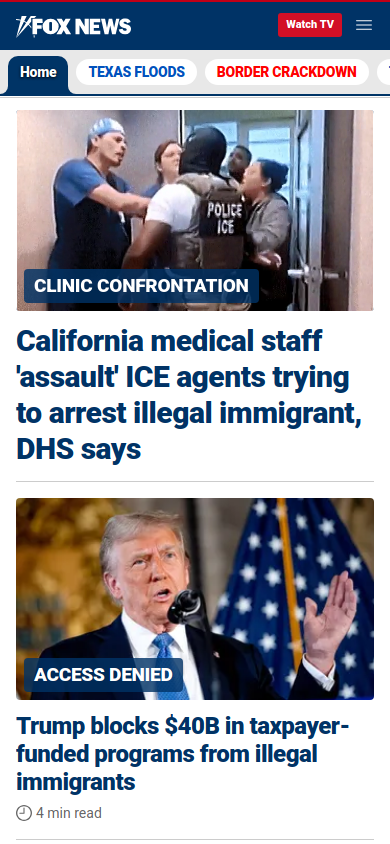 FOX NEWS
Watch TV
Home
TEXAS FLOODS
BORDER CRACKDOWN
POLICE
ICE
CLINIC CONFRONTATION
California medical staff
'assault' ICE agents trying
to arrest illegal immigrant,
DHS says
ACCESS DENIED
Trump blocks $40B in taxpayer-
funded programs from illegal
immigrants
4 min read